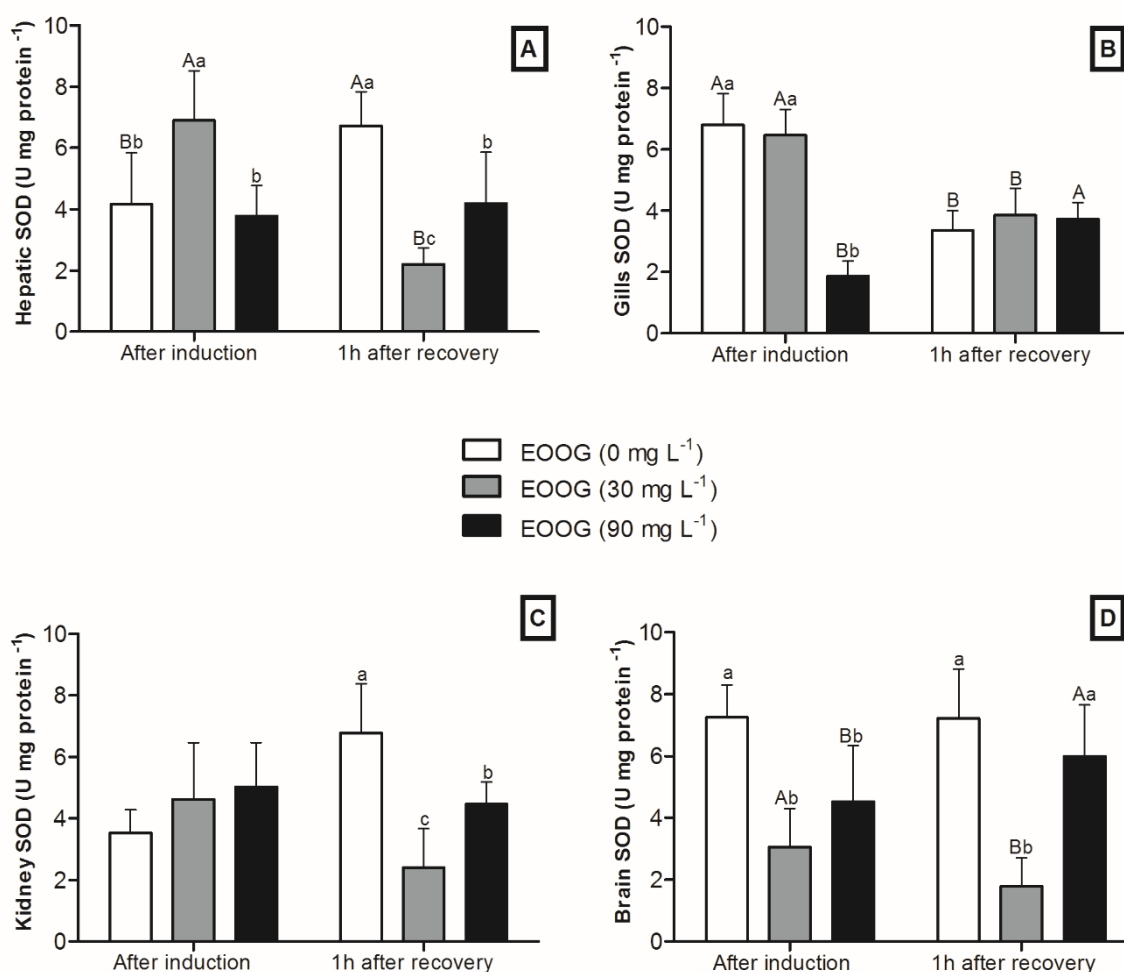 A
Hepatic SOD (U mg protein⁻¹)
10
8
6
4
2
0
Bb
Aa
b
Aa
Bc
b
After induction
1h after recovery
B
Gills SOD (U mg protein⁻¹)
10
8
6
4
2
0
Aa
Aa
Bb
B
B
A
After induction
1h after recovery
EOOG (0 mg L⁻¹)
EOOG (30 mg L⁻¹)
EOOG (90 mg L⁻¹)
C
Kidney SOD (U mg protein⁻¹)
10
8
6
4
2
0
a
c
b
After induction
1h after recovery
D
Brain SOD (U mg protein⁻¹)
10
8
6
4
2
0
a
Ab
Bb
a
Bb
Aa
After induction
1h after recovery